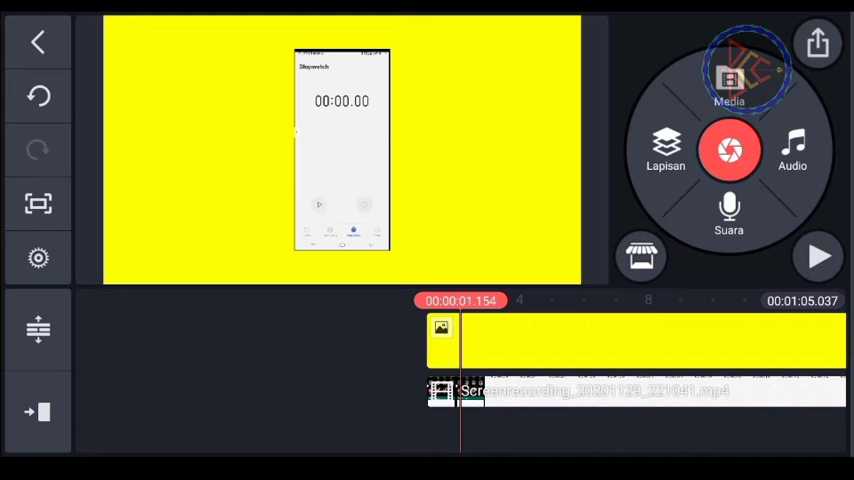 Stopwatch
00:00.00
Media
Lapisan
Audio
Suara
00:00:01.154
4
8
00:01:05.037
Screenrecording_20201129_221041.mp4